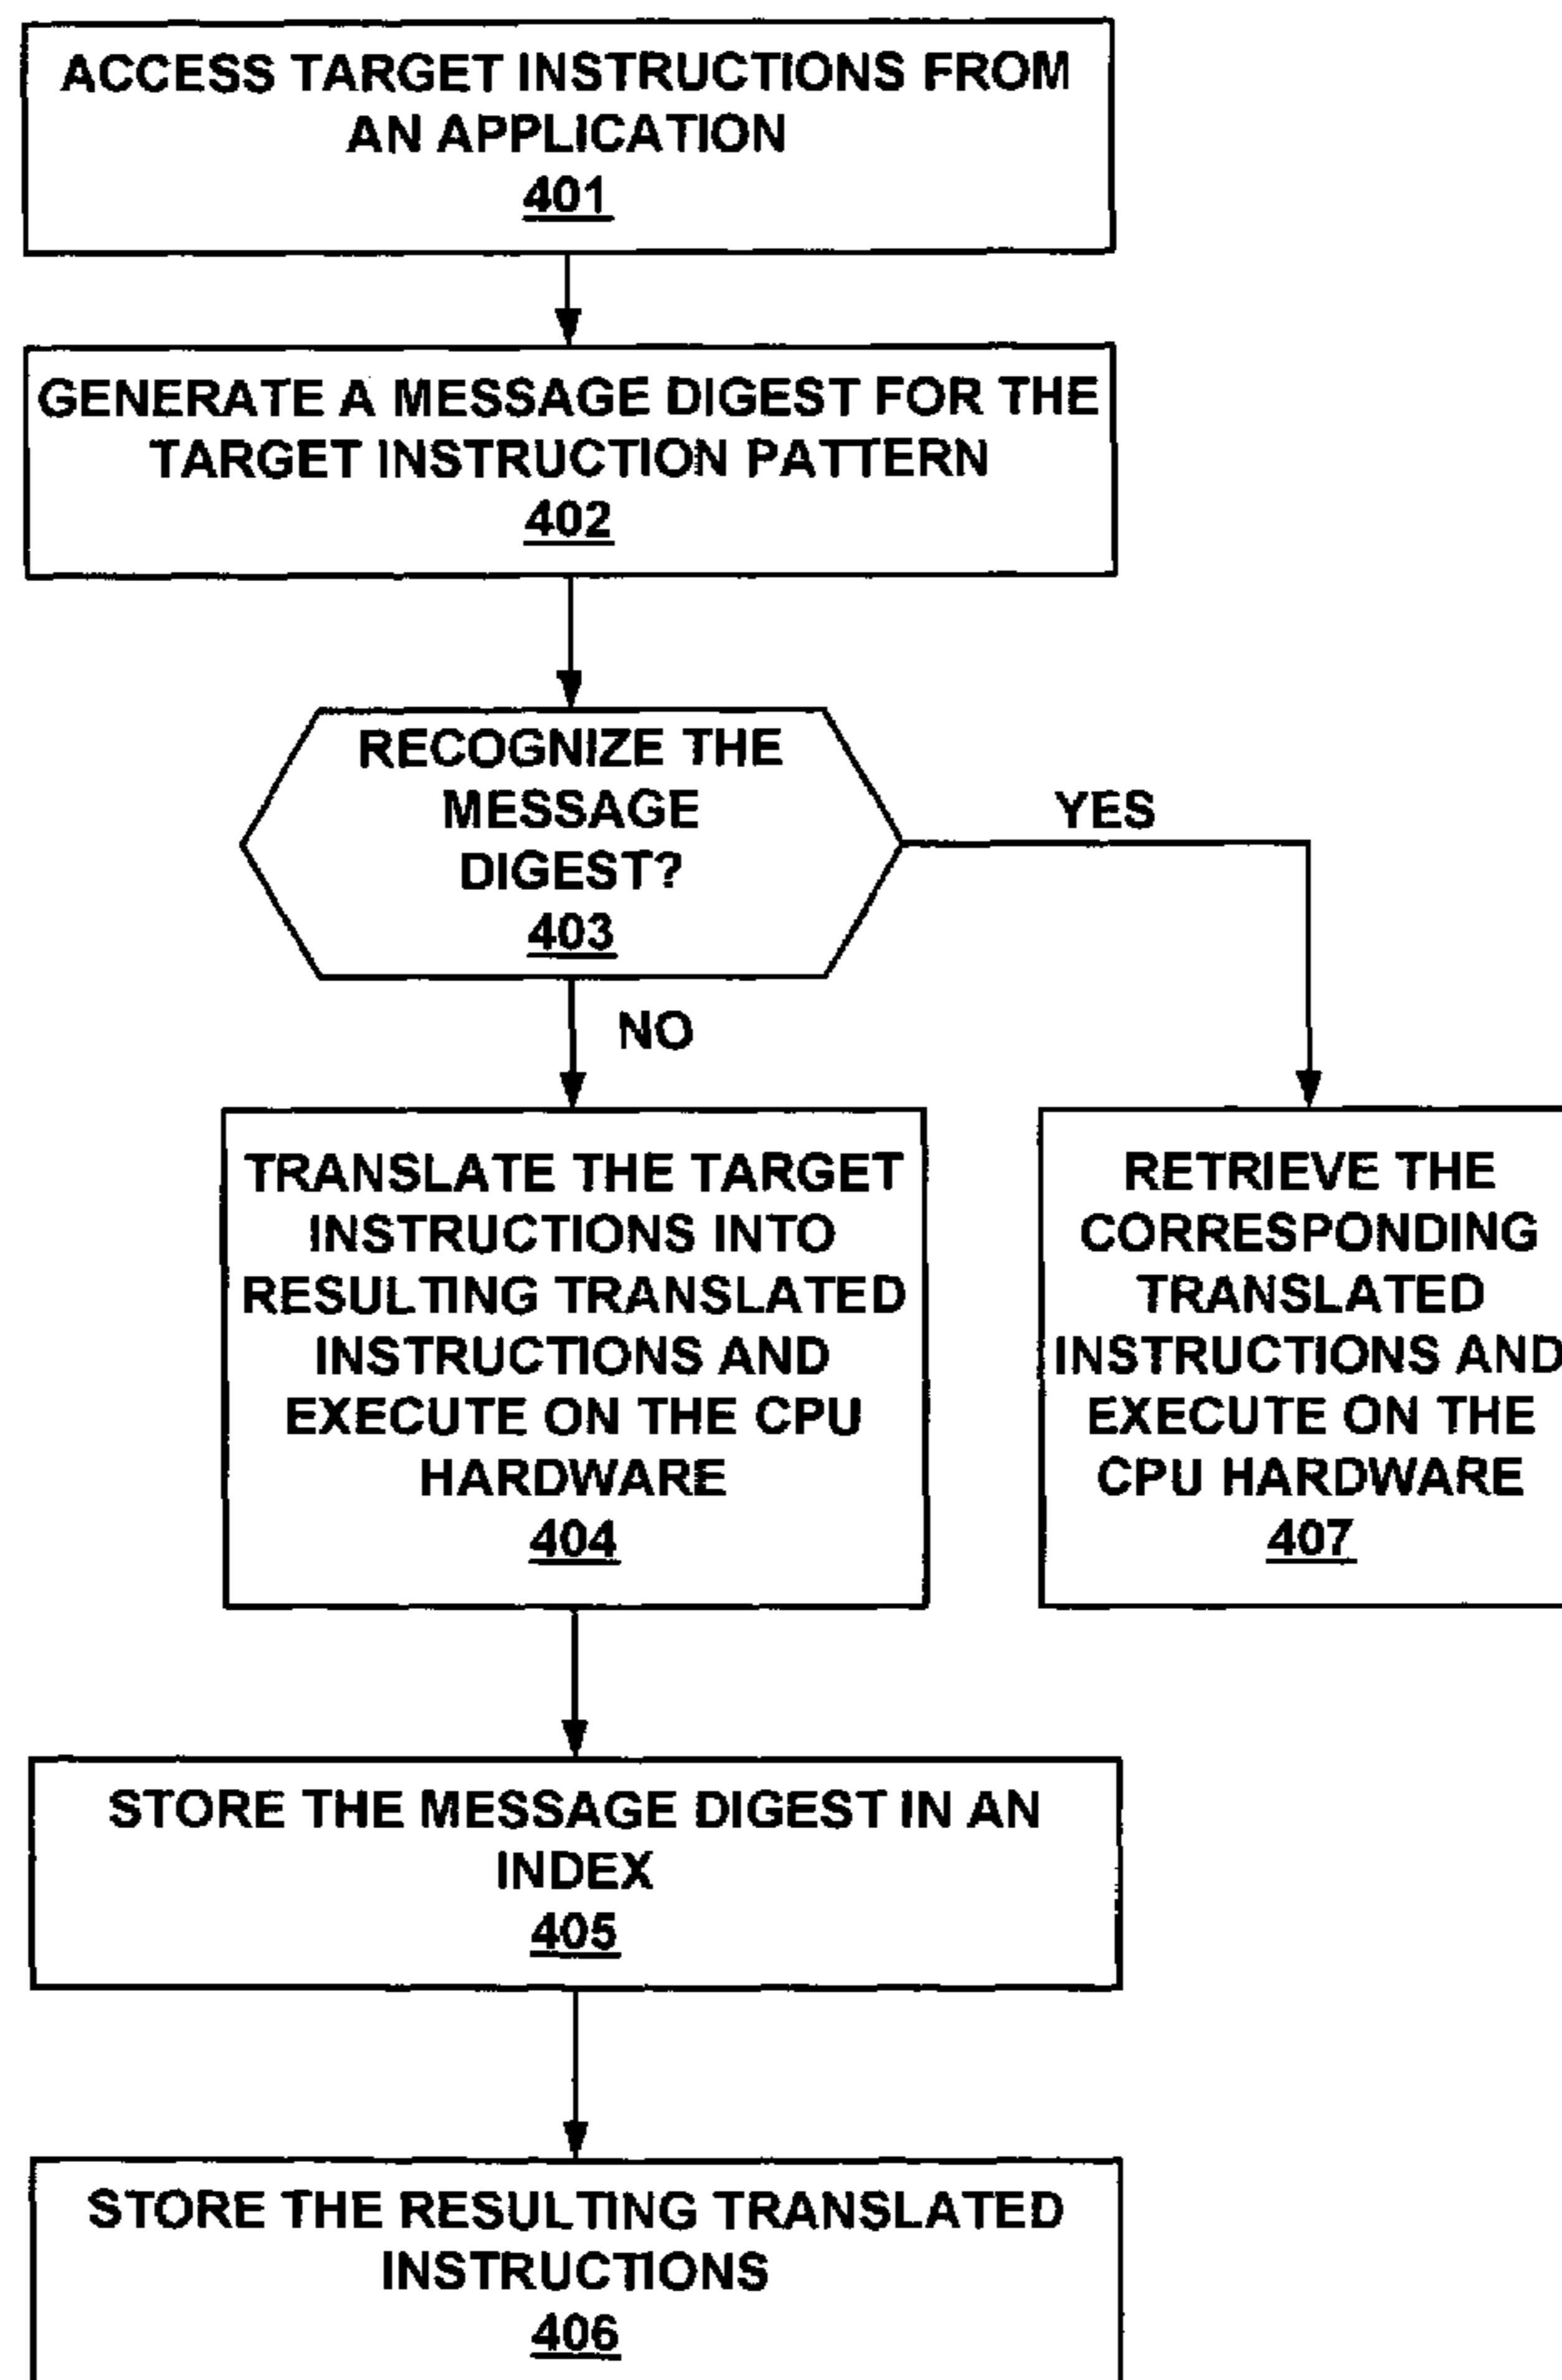 ACCESS TARGET INSTRUCTIONS FROM
AN APPLICATION
401
GENERATE A MESSAGE DIGEST FOR THE
TARGET INSTRUCTION PATTERN
402
RECOGNIZE THE
MESSAGE
DIGEST?
403
YES
NO
TRANSLATE THE TARGET
INSTRUCTIONS INTO
RESULTING TRANSLATED
INSTRUCTIONS AND
EXECUTE ON THE CPU
HARDWARE
404
RETRIEVE THE
CORRESPONDING
TRANSLATED
INSTRUCTIONS AND
EXECUTE ON THE
CPU HARDWARE
407
STORE THE MESSAGE DIGEST IN AN
INDEX
405
STORE THE RESULTING TRANSLATED
INSTRUCTIONS
406